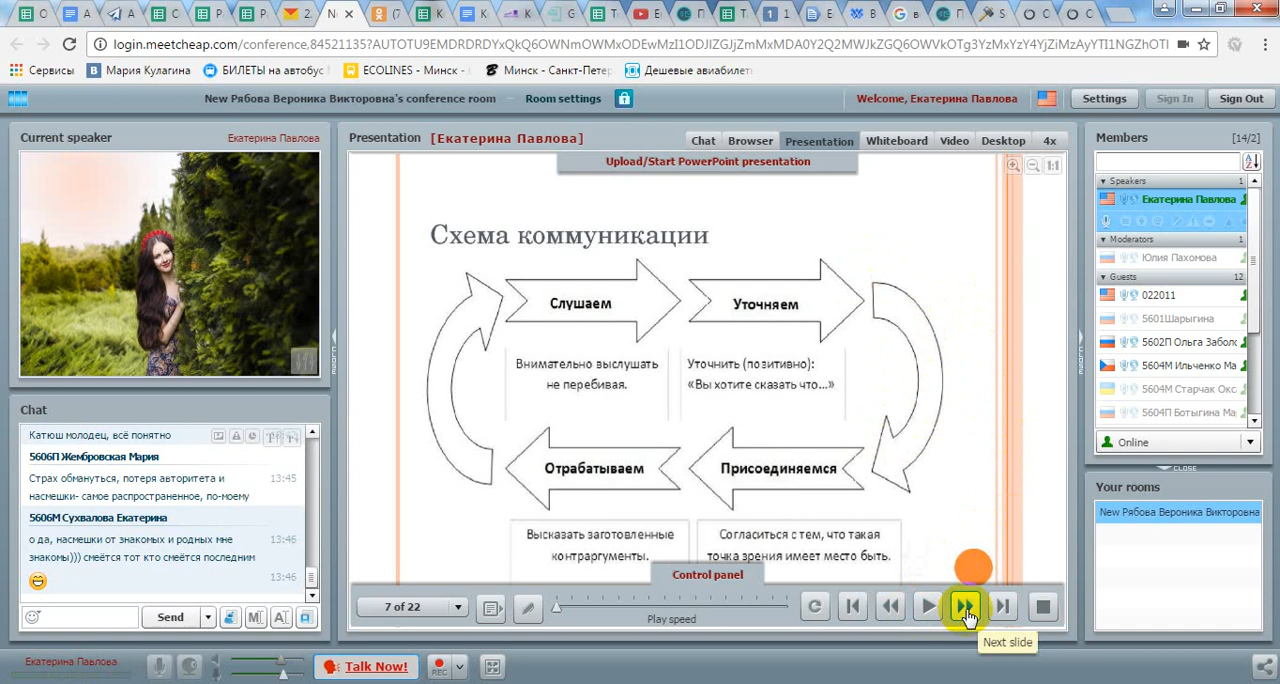 login.meetcheap.com/conference,84521135?
Сервисы
Мария Кулагина
БИЛЕТЫ на автобус
ECOLINES - Минск -
Минск - Санкт-Петер
Дешевые авиабилет
New Рябова Вероника Викторовна's conference room
Room settings
Welcome, Екатерина Павлова
Settings
Sign In
Sign Out
Current speaker
Екатерина Павлова
Presentation [Екатерина Павлова]
Chat
Browser
Presentation
Whiteboard
Video
Desktop
4x
Upload/Start PowerPoint presentation
1:1
Схема коммуникации
Слушаем
Уточняем
Внимательно выслушать
не перебивая.
Уточнить (позитивно):
«Вы хотите сказать что...»
Отрабатываем
Присоединяемся
Высказать заготовленные
контраргументы.
Согласиться с тем, что такая
точка зрения имеет место быть.
Control panel
7 of 22
Play speed
Next slide
Chat
Катюш молодец, всё понятно
5606П Жембровская Мария
Страх обмануться, потеря авторитета и
насмешки- самое распространенное, по-моему
13:45
5606М Сухвалова Екатерина
о да, насмешки от знакомых и родных мне
знакомы))) смеётся тот кто смеётся последним
13:46
13:46
Send
Members
[14/2]
Speakers 1
Екатерина Павлова
Moderators 1
Юлия Пахомова
Guests 12
022011
5601Шарыгина
5602П Ольга Забол
5604М Ильченко Ма
5604М Старчак Окс
5604П Ботыгина Ма
Online
CLOSE
Your rooms
New Рябова Вероника Викторовна
Екатерина Павлова
Talk Now!
REC